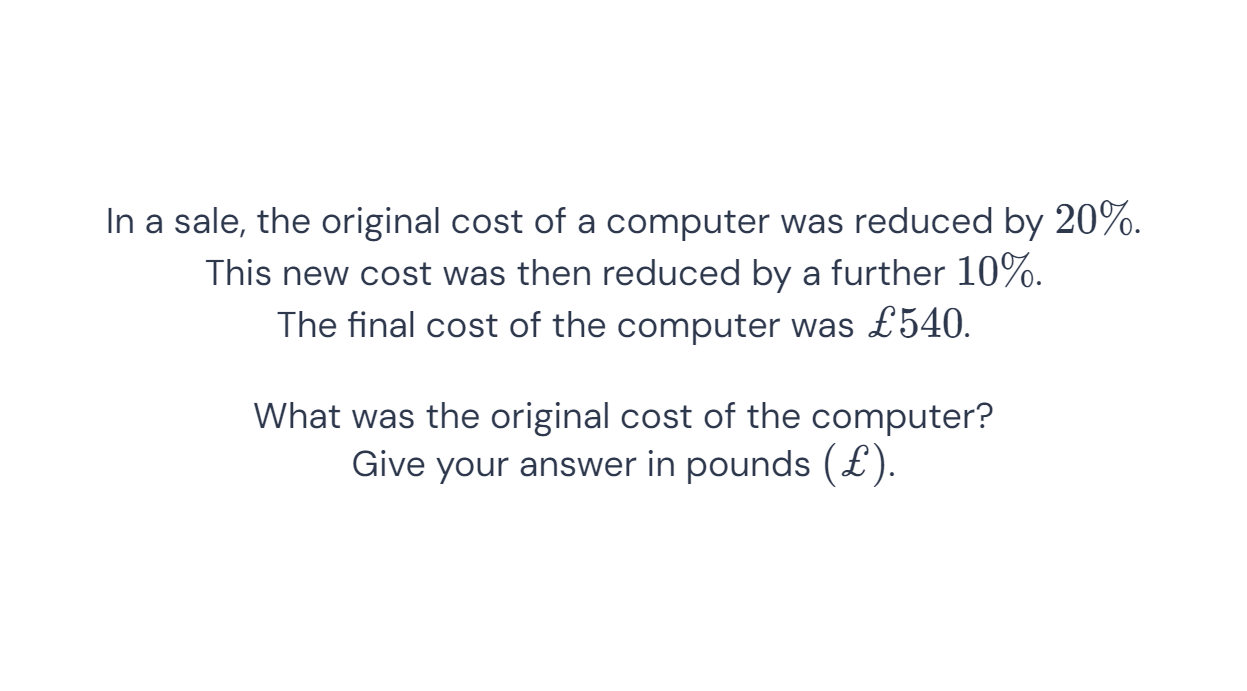 In a sale, the original cost of a computer was reduced by 20%.
This new cost was then reduced by a further 10%.
The final cost of the computer was £540.
What was the original cost of the computer?
Give your answer in pounds (£).